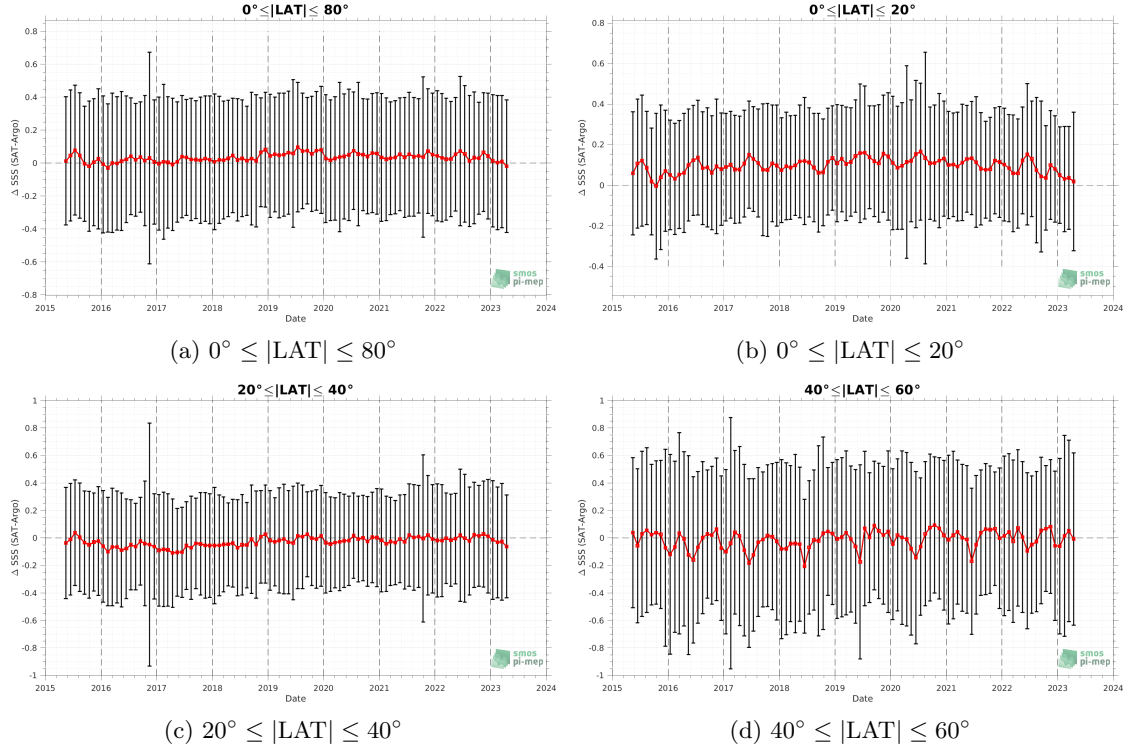 0°≤|LAT|≤ 80°
0.8
0.6
0.4
0.2
0
-0.2
-0.4
-0.6
-0.8
Δ SSS (SAT-Argo)
2015 2016 2017 2018 2019 2020 2021 2022 2023 2024
Date
smos
pi-mep
(a) 0° ≤ |LAT| ≤ 80°
0°≤|LAT|≤ 20°
0.8
0.6
0.4
0.2
0
-0.2
-0.4
Δ SSS (SAT-Argo)
2015 2016 2017 2018 2019 2020 2021 2022 2023 2024
Date
smos
pi-mep
(b) 0° ≤ |LAT| ≤ 20°
20°≤|LAT|≤ 40°
1
0.8
0.6
0.4
0.2
0
-0.2
-0.4
-0.6
-0.8
-1
Δ SSS (SAT-Argo)
2015 2016 2017 2018 2019 2020 2021 2022 2023 2024
Date
smos
pi-mep
(c) 20° ≤ |LAT| ≤ 40°
40°≤|LAT|≤ 60°
1
0.8
0.6
0.4
0.2
0
-0.2
-0.4
-0.6
-0.8
-1
Δ SSS (SAT-Argo)
2015 2016 2017 2018 2019 2020 2021 2022 2023 2024
Date
smos
pi-mep
(d) 40° ≤ |LAT| ≤ 60°